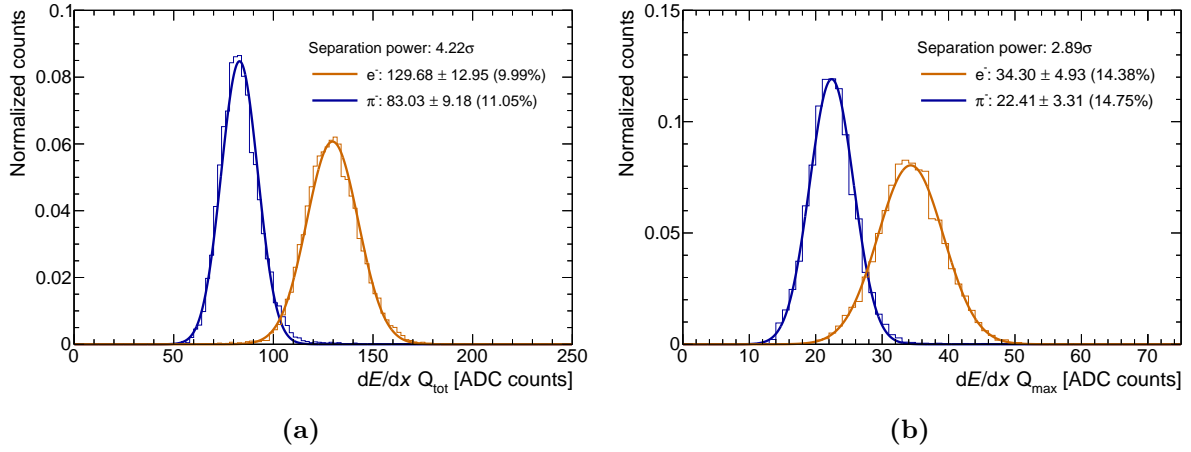 Normalized counts
0.1
0.08
0.06
0.04
0.02
0
0 50 100 150 200 250
dE/dx Q_tot [ADC counts]
Separation power: 4.22σ
e⁻: 129.68 ± 12.95 (9.99%)
π⁻: 83.03 ± 9.18 (11.05%)
(a)
Normalized counts
0.15
0.1
0.05
0
0 10 20 30 40 50 60 70
dE/dx Q_max [ADC counts]
Separation power: 2.89σ
e⁻: 34.30 ± 4.93 (14.38%)
π⁻: 22.41 ± 3.31 (14.75%)
(b)